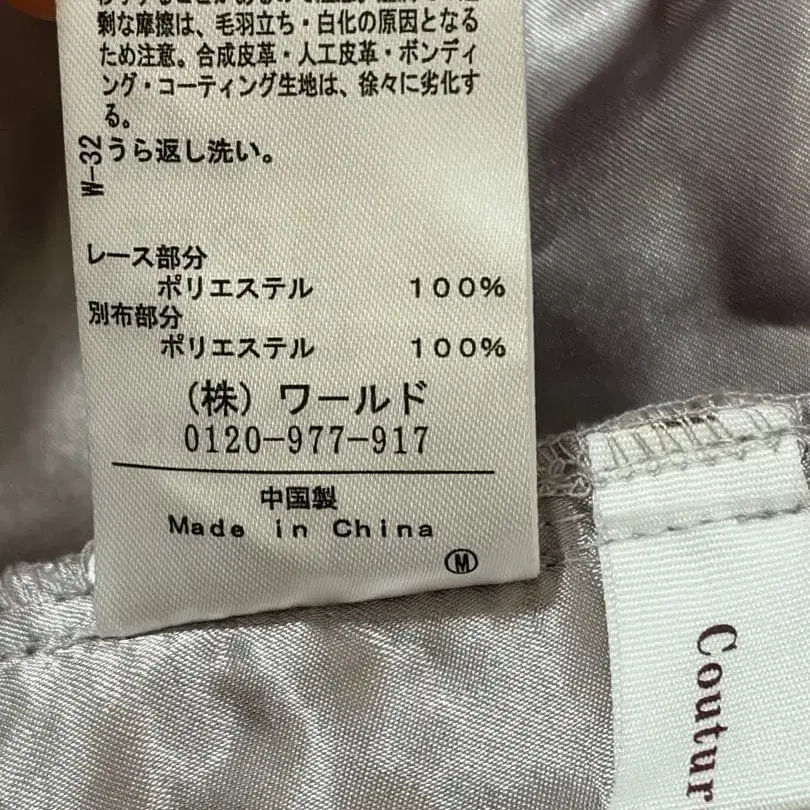 剰な摩擦は、毛羽立ち・白化の原因となる
ため注意。合成皮革・人工皮革・ボンディ
ング・コーティング生地は、徐々に劣化す
る。
うら返し洗い。
W-32
レース部分
ポリエステル 100%
別布部分
ポリエステル 100%
(株) ワールド
0120-977-917
中国製
Made in China
M
Coutur